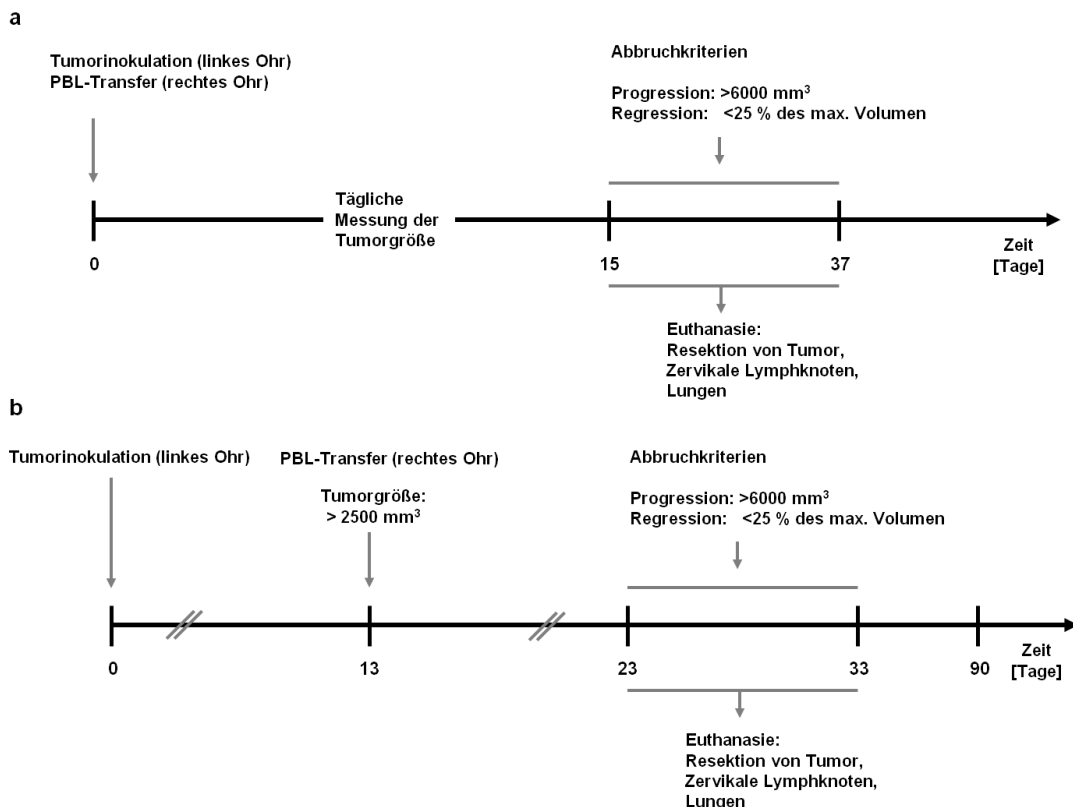 a
Tumorinokulation (linkes Ohr)
PBL-Transfer (rechtes Ohr)
Abbruchkriterien
Progression: >6000 mm³
Regression: <25 % des max. Volumen
Tägliche
Messung der
Tumorgröße
0
15
37
Zeit
[Tage]
Euthanasie:
Resektion von Tumor,
Zervikale Lymphknoten,
Lungen
b
Tumorinokulation (linkes Ohr)
PBL-Transfer (rechtes Ohr)
Tumorgröße:
> 2500 mm³
Abbruchkriterien
Progression: >6000 mm³
Regression: <25 % des max. Volumen
0
13
23
33
90
Zeit
[Tage]
Euthanasie:
Resektion von Tumor,
Zervikale Lymphknoten,
Lungen